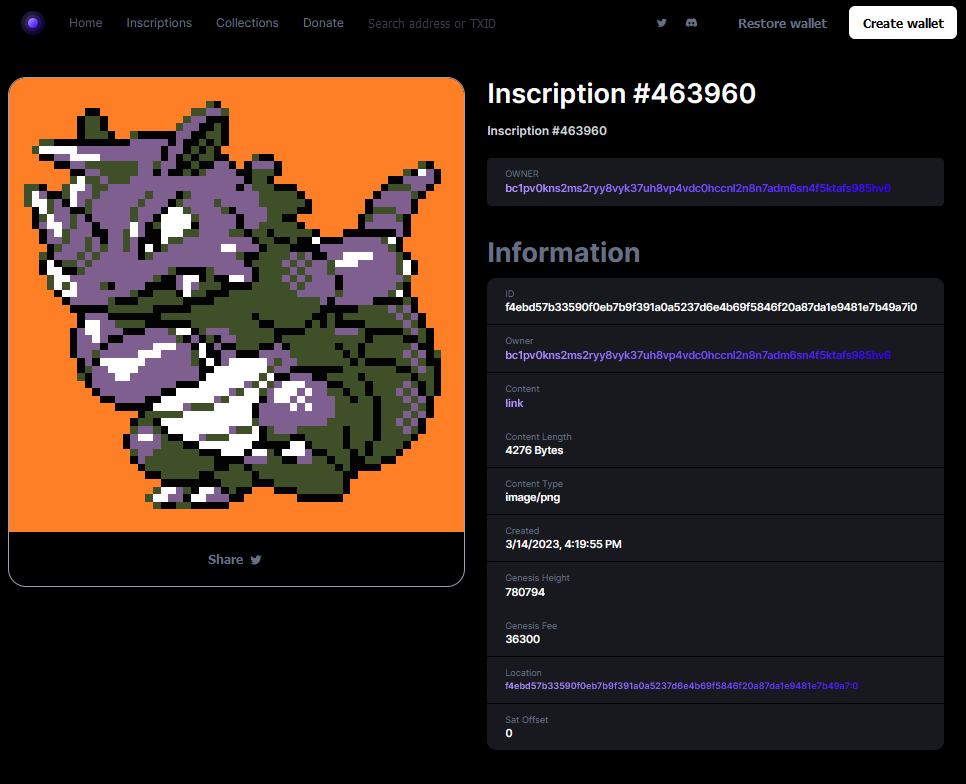 Home Inscriptions Collections Donate Search address or TXID Restore wallet Create wallet
Inscription #463960
Inscription #463960
OWNER
bc1pv0kns2ms2ryy8vyk37uh8vp4vdc0hccnl2n8n7adm6sn4f5ktafs985hv6
Information
ID
f4ebd57b33590f0eb7b9f391a0a5237d6e4b69f5846f20a87da1e9481e7b49a7i0
Owner
bc1pv0kns2ms2ryy8vyk37uh8vp4vdc0hccnl2n8n7adm6sn4f5ktafs985hv6
Content
link
Content Length
4276 Bytes
Content Type
image/png
Created
3/14/2023, 4:19:55 PM
Genesis Height
780794
Genesis Fee
36300
Location
f4ebd57b33590f0eb7b9f391a0a5237d6e4b69f5846f20a87da1e9481e7b49a7:0
Sat Offset
0
Share